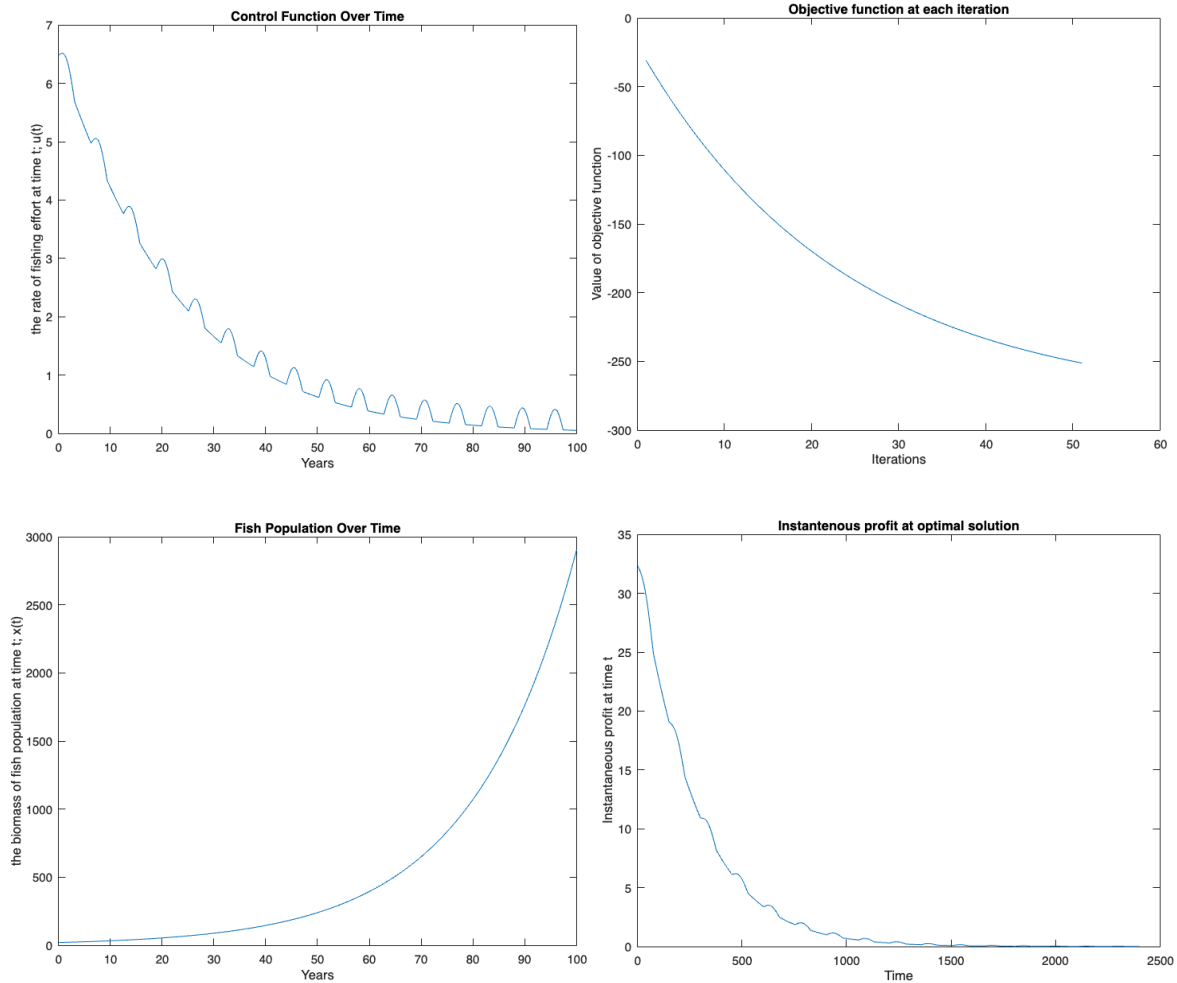 Control Function Over Time
7
6
5
4
3
2
1
0
the rate of fishing effort at time t; u(t)
0 10 20 30 40 50 60 70 80 90 100
Years
Objective function at each iteration
0
-50
-100
-150
-200
-250
-300
Value of objective function
0 10 20 30 40 50 60
Iterations
Fish Population Over Time
3000
2500
2000
1500
1000
500
0
the biomass of fish population at time t; x(t)
0 10 20 30 40 50 60 70 80 90 100
Years
Instantenous profit at optimal solution
35
30
25
20
15
10
5
0
Instantaneous profit at time t
0 500 1000 1500 2000 2500
Time